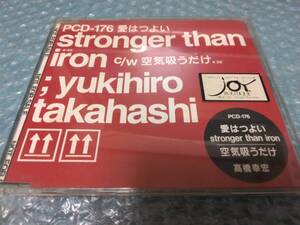 PCD-176 愛はつよい
stronger than
iron c/w 空気吸うだけ
; yukihiro
takahashi
JOY
PCD-176
愛はつよい
stronger than iron
空気吸うだけ
高橋幸宏